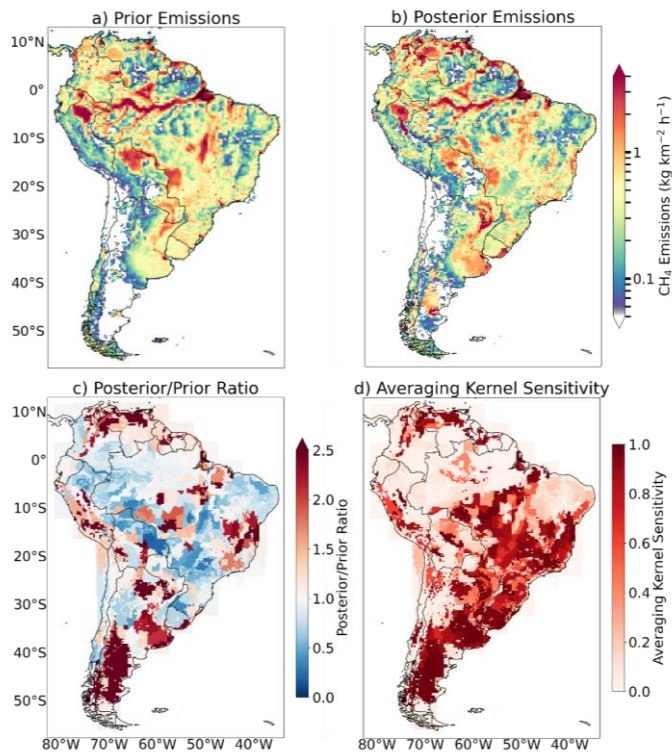 a) Prior Emissions
b) Posterior Emissions
10°N
0°
10°S
20°S
30°S
40°S
50°S
1
0.1
CH₄ Emissions (kg km⁻² h⁻¹)
c) Posterior/Prior Ratio
d) Averaging Kernel Sensitivity
10°N
0°
10°S
20°S
30°S
40°S
50°S
80°W 70°W 60°W 50°W 40°W
2.5
2.0
1.5
1.0
0.5
0.0
Posterior/Prior Ratio
80°W 70°W 60°W 50°W 40°W
1.0
0.8
0.6
0.4
0.2
0.0
Averaging Kernel Sensitivity